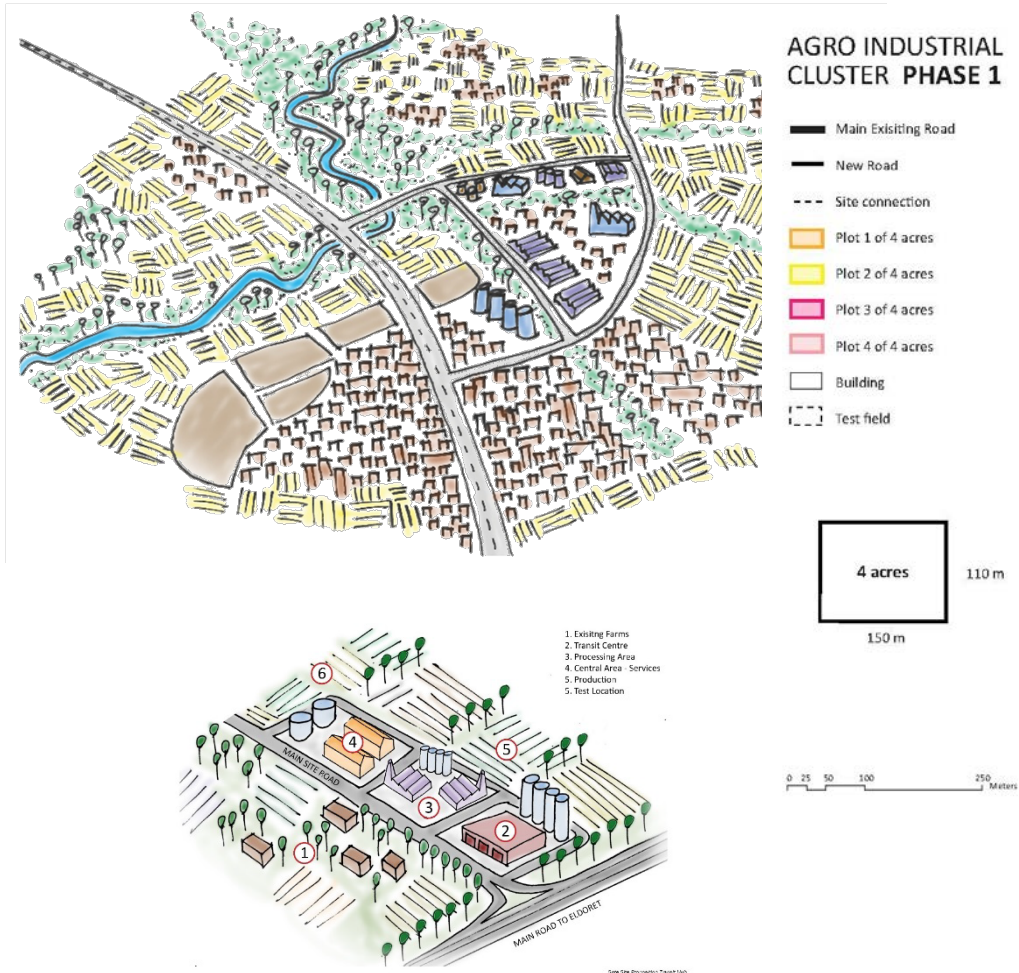 AGRO INDUSTRIAL
CLUSTER PHASE 1
Main Exisiting Road
New Road
Site connection
Plot 1 of 4 acres
Plot 2 of 4 acres
Plot 3 of 4 acres
Plot 4 of 4 acres
Building
Test field
4 acres
110 m
150 m
1. Exisitng Farms
2. Transit Centre
3. Processing Area
4. Central Area - Services
5. Production
5. Test Location
6
4
5
3
2
1
MAIN SITE ROAD
MAIN ROAD TO ELDORET
0 25 50 100 250
Meters